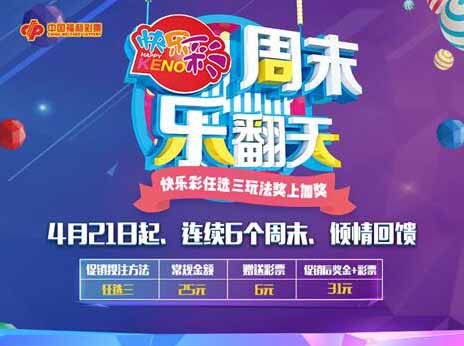 中国福利彩票
CHINA WELFARE LOTTERY
快乐彩
HAPPY
KENO
周末
乐翻天
快乐彩任选三玩法奖上加奖
4月21日起、连续6个周末、倾情回馈
促销投注方法 常规金额 赠送彩票 促销后奖金+彩票
任选三 25元 6元 31元